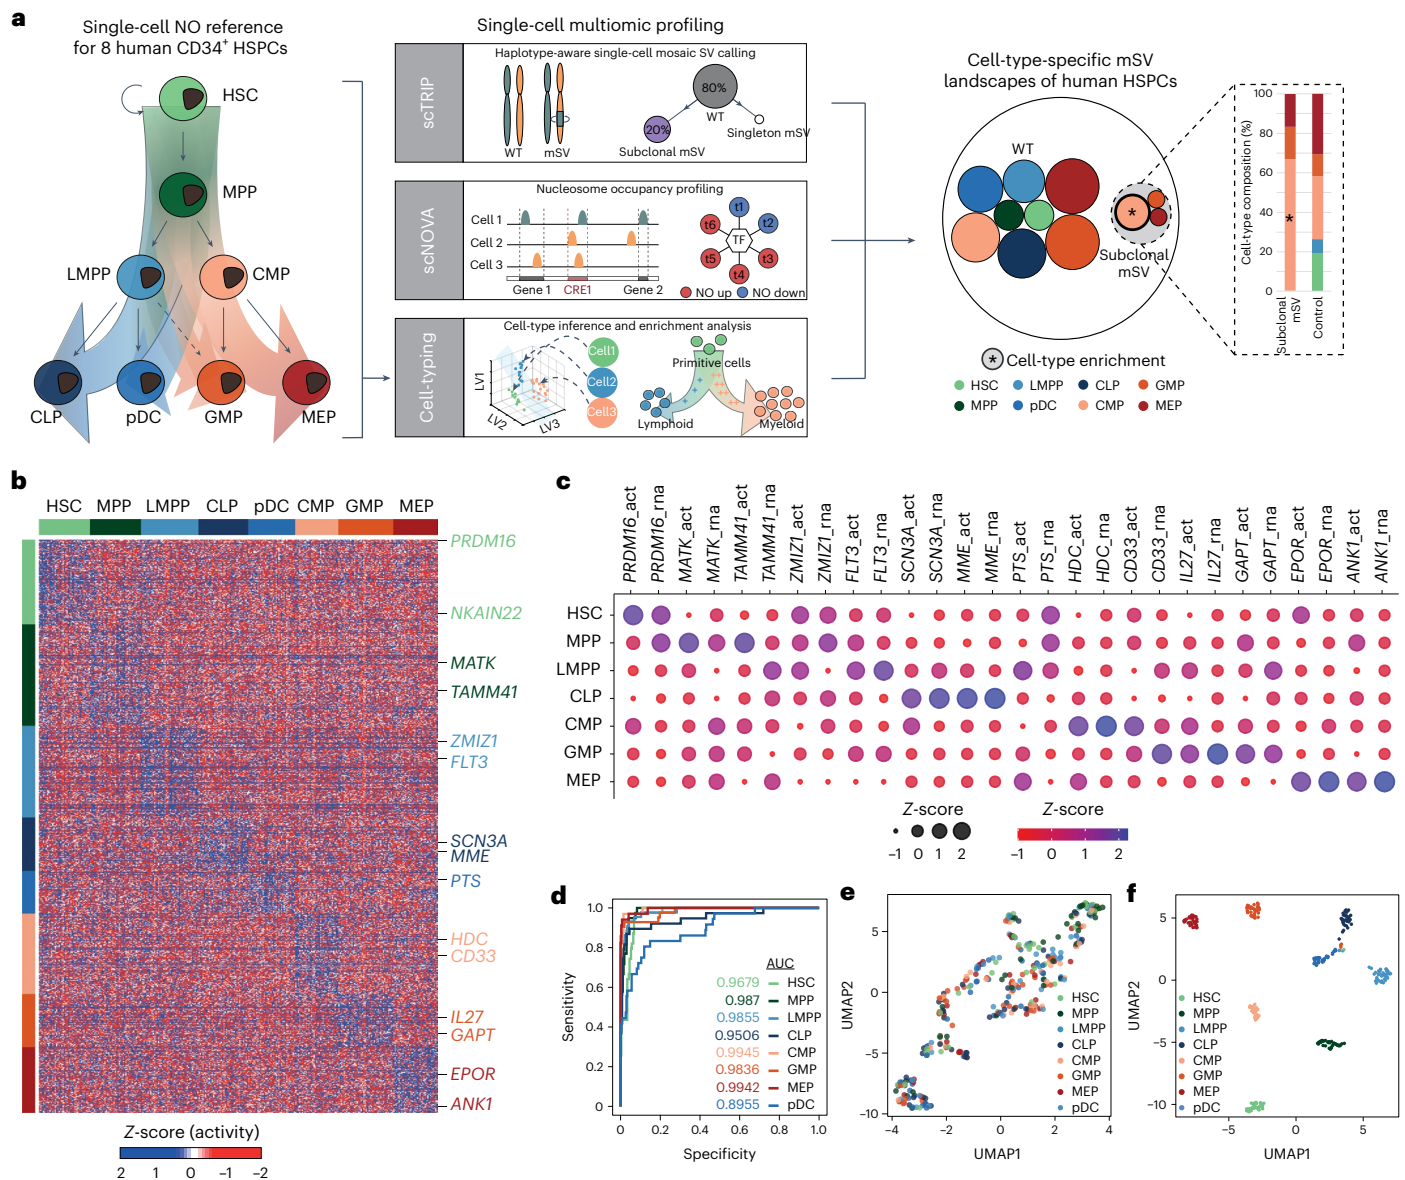 a
Single-cell NO reference
for 8 human CD34+ HSPCs
HSC
MPP
LMPP
CMP
CLP
pDC
GMP
MEP
Single-cell multiomic profiling
scTRIP
Haplotype-aware single-cell mosaic SV calling
WT
mSV
80%
WT
20%
Subclonal mSV
Singleton mSV
scNOVA
Nucleosome occupancy profiling
Cell 1
Cell 2
Cell 3
Gene 1
CRE1
Gene 2
TF
t1
t2
t3
t4
t5
t6
NO up
NO down
Cell-typing
Cell-type inference and enrichment analysis
LV1
LV2
LV3
Cell1
Cell2
Cell3
Primitive cells
Lymphoid
Myeloid
Cell-type-specific mSV
landscapes of human HSPCs
WT
*
Subclonal
mSV
* Cell-type enrichment
HSC LMPP CLP GMP
MPP pDC CMP MEP
Cell-type composition (%)
100
80
60
40
20
0
*
Subclonal
mSV
Control
b
HSC MPP LMPP CLP pDC CMP GMP MEP
PRDM16
NKAIN22
MATK
TAMM41
ZMIZ1
FLT3
SCN3A
MME
PTS
HDC
CD33
IL27
GAPT
EPOR
ANK1
Z-score (activity)
2 1 0 −1 −2
c
PRDM16_act
PRDM16_rna
MATK_act
MATK_rna
TAMM41_act
TAMM41_rna
ZMIZ1_act
ZMIZ1_rna
FLT3_act
FLT3_rna
SCN3A_act
SCN3A_rna
MME_act
MME_rna
PTS_act
PTS_rna
HDC_act
HDC_rna
CD33_act
CD33_rna
IL27_act
IL27_rna
GAPT_act
GAPT_rna
EPOR_act
EPOR_rna
ANK1_act
ANK1_rna
HSC
MPP
LMPP
CLP
CMP
GMP
MEP
Z-score
−1 0 1 2
Z-score
−1 0 1 2
d
Sensitivity
1.0
0.8
0.6
0.4
0.2
0
AUC
0.9679 HSC
0.987 MPP
0.9855 LMPP
0.9506 CLP
0.9945 CMP
0.9836 GMP
0.9942 MEP
0.8955 pDC
0 0.2 0.4 0.6 0.8 1.0
Specificity
e
UMAP2
5
0
−5
−10
HSC
MPP
LMPP
CLP
CMP
GMP
MEP
pDC
−4 −2 0 2 4
UMAP1
f
UMAP2
5
0
−5
−10
HSC
MPP
LMPP
CLP
CMP
GMP
MEP
pDC
−5 0 5
UMAP1